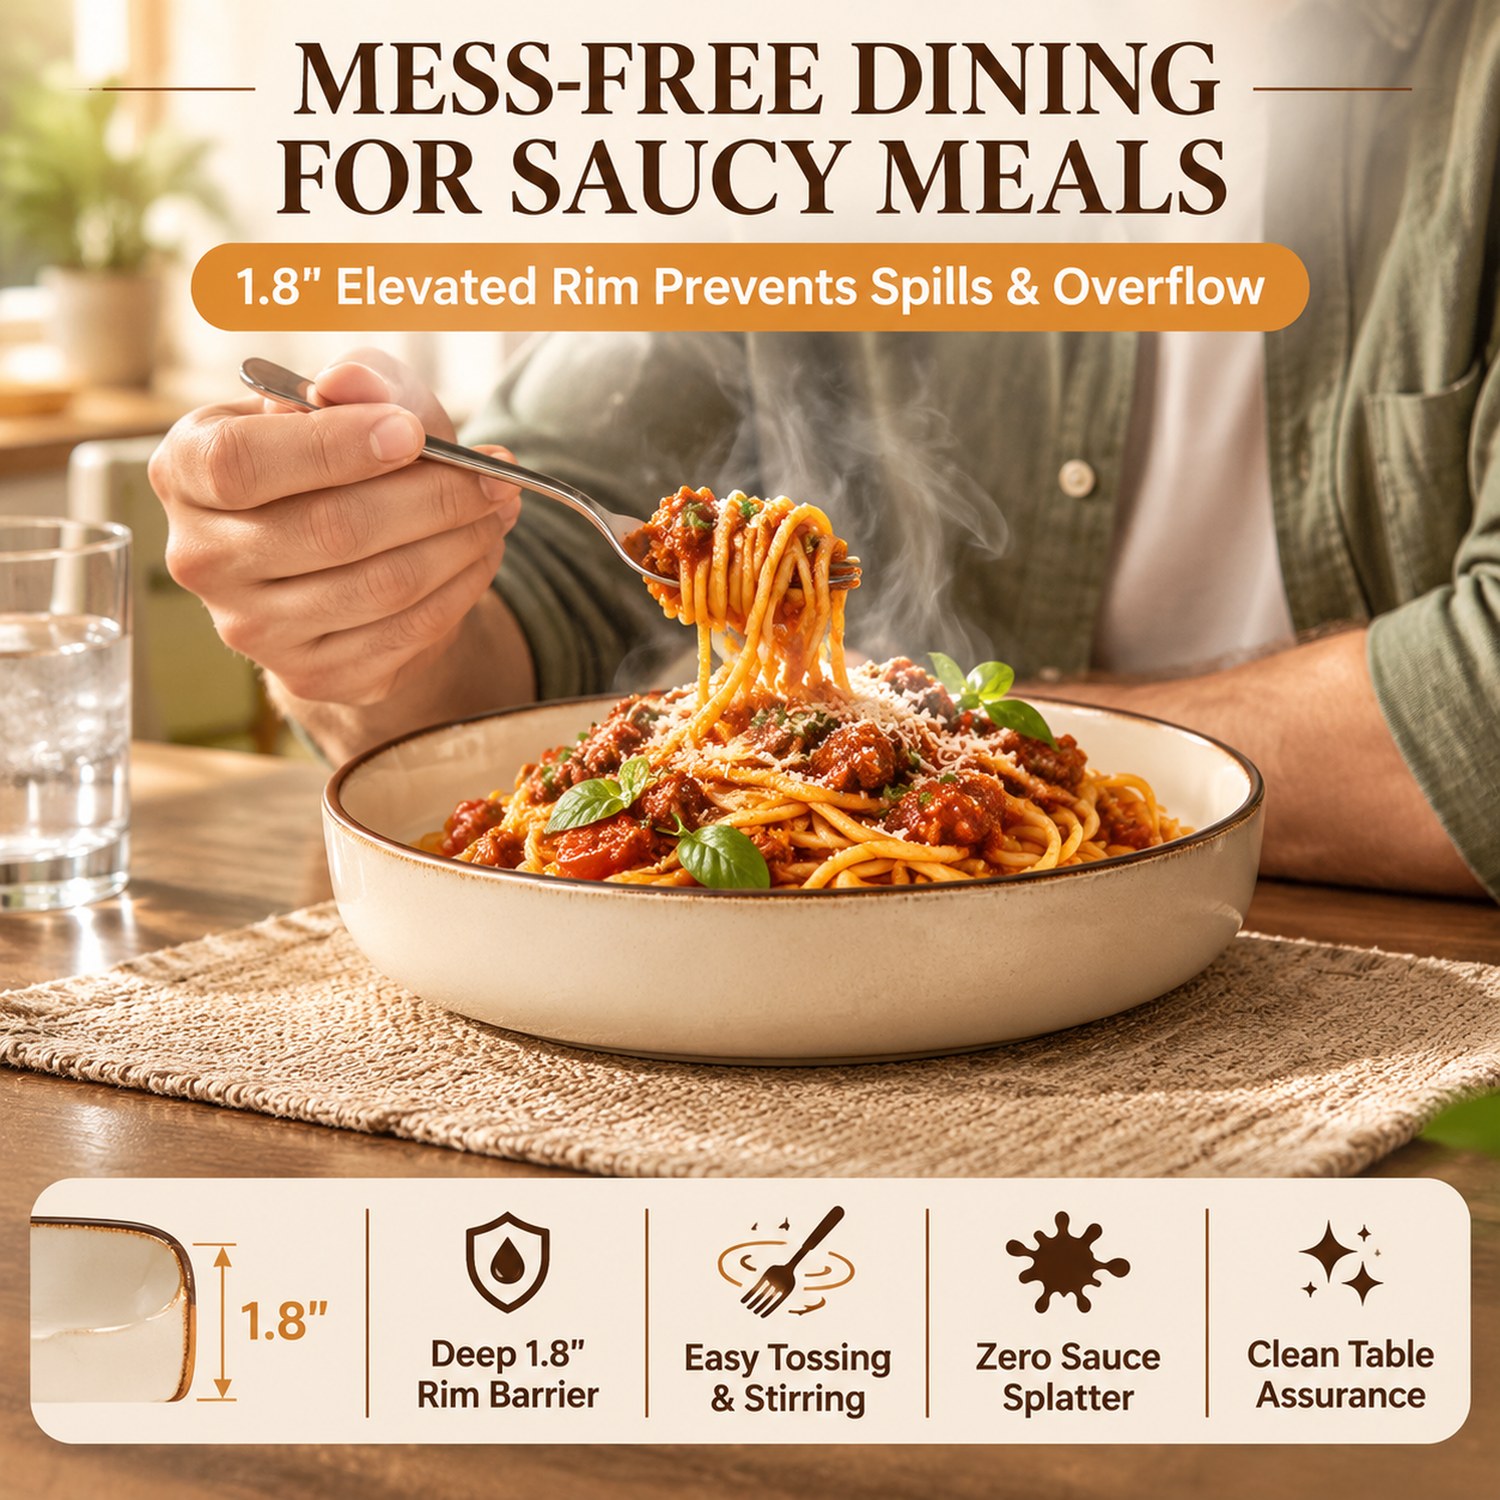 MESS-FREE DINING
FOR SAUCY MEALS
1.8" Elevated Rim Prevents Spills & Overflow
1.8"
Deep 1.8"
Rim Barrier
Easy Tossing
& Stirring
Zero Sauce
Splatter
Clean Table
Assurance